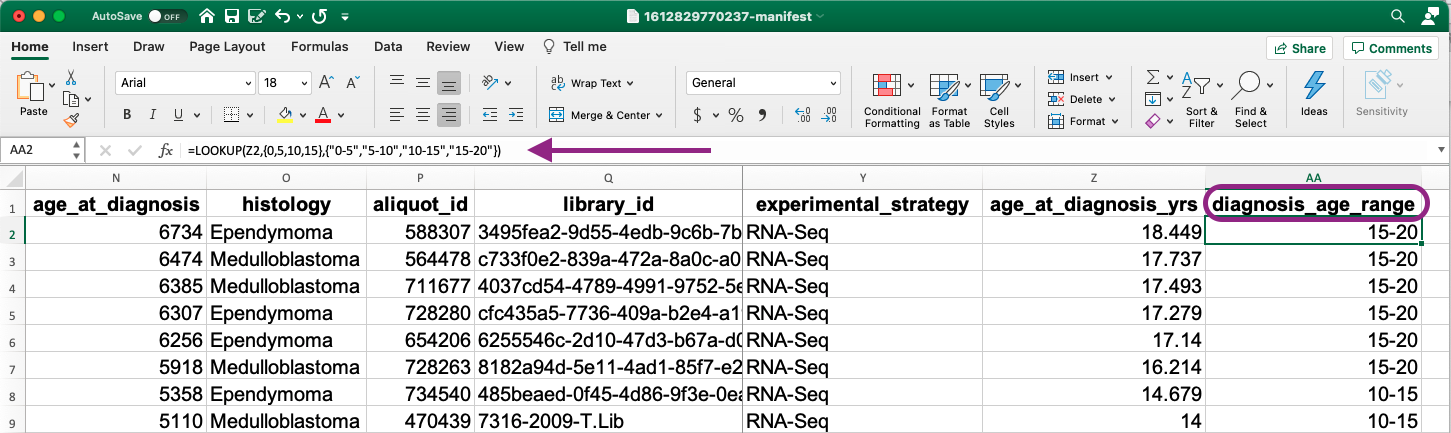 AutoSave OFF 1612829770237-manifest
Home Insert Draw Page Layout Formulas Data Review View Tell me Share Comments
Paste Arial 18 A A Wrap Text General Insert Σ A Z
Conditional Formatting Format as Table Cell Styles Delete Sort & Filter Find & Select Ideas Sensitivity
B I U A Merge & Center $ % Format
AA2 fx =LOOKUP(Z2,{0,5,10,15},{"0-5","5-10","10-15","15-20"})
N O P Q Y Z AA
1 age_at_diagnosis histology aliquot_id library_id experimental_strategy age_at_diagnosis_yrs diagnosis_age_range
2 6734 Ependymoma 588307 3495fea2-9d55-4edb-9c6b-7b RNA-Seq 18.449 15-20
3 6474 Medulloblastoma 564478 c733f0e2-839a-472a-8a0c-a0 RNA-Seq 17.737 15-20
4 6385 Medulloblastoma 711677 4037cd54-4789-4991-9752-5e RNA-Seq 17.493 15-20
5 6307 Ependymoma 728280 cfc435a5-7736-409a-b2e4-a1 RNA-Seq 17.279 15-20
6 6256 Ependymoma 654206 6255546c-2d10-47d3-b67a-d0 RNA-Seq 17.14 15-20
7 5918 Medulloblastoma 728263 8182a94d-5e11-4ad1-85f7-e2 RNA-Seq 16.214 15-20
8 5358 Ependymoma 734540 485beaed-0f45-4d86-9f3e-0ea RNA-Seq 14.679 10-15
9 5110 Medulloblastoma 470439 7316-2009-T.Lib RNA-Seq 14 10-15